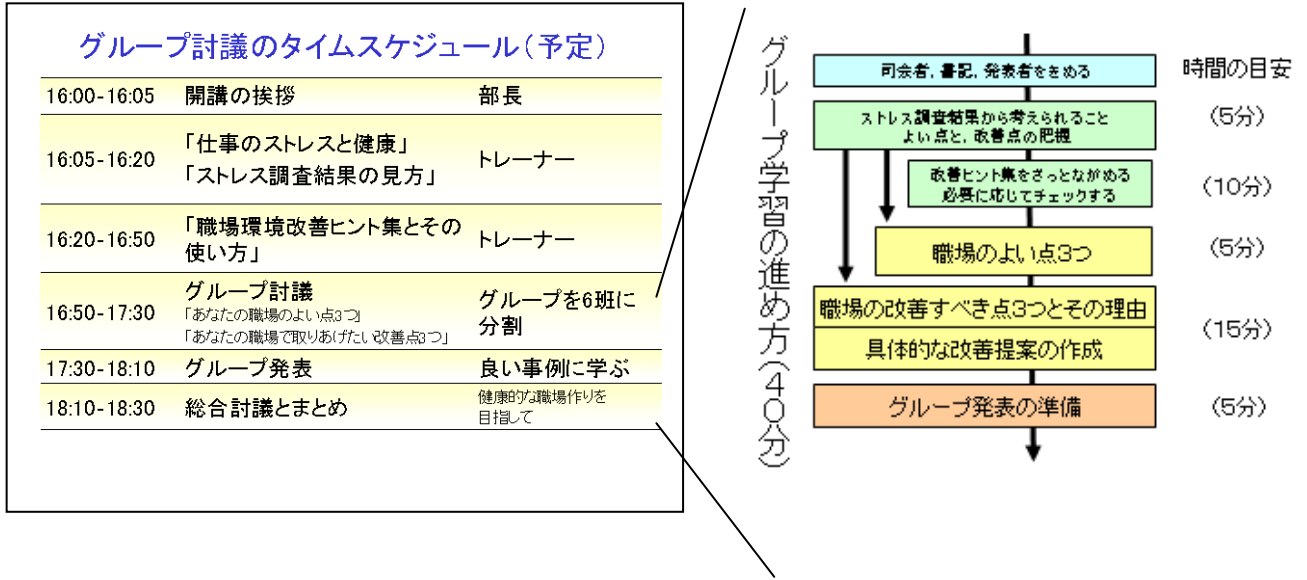 グループ討議のタイムスケジュール（予定）
16:00-16:05 開講の挨拶 部長
16:05-16:20 「仕事のストレスと健康」
「ストレス調査結果の見方」 トレーナー
16:20-16:50 「職場環境改善ヒント集とその
使い方」 トレーナー
16:50-17:30 グループ討議
「あなたの職場のよい点3つ」
「あなたの職場で取りあげたい改善点3つ」
グループを6班に
分割
17:30-18:10 グループ発表 良い事例に学ぶ
18:10-18:30 総合討議とまとめ 健康的な職場作りを
目指して
グループ学習の進め方（４０分）
時間の目安
司会者，書記，発表者ををめる
ストレス調査結果から考えられること
よい点と，改善点の把握
（5分）
改善ヒント集をさっとながめる
必要に応じてチェックする
（10分）
職場のよい点3つ
（5分）
職場の改善すべき点3つとその理由
具体的な改善提案の作成
（15分）
グループ発表の準備
（5分）